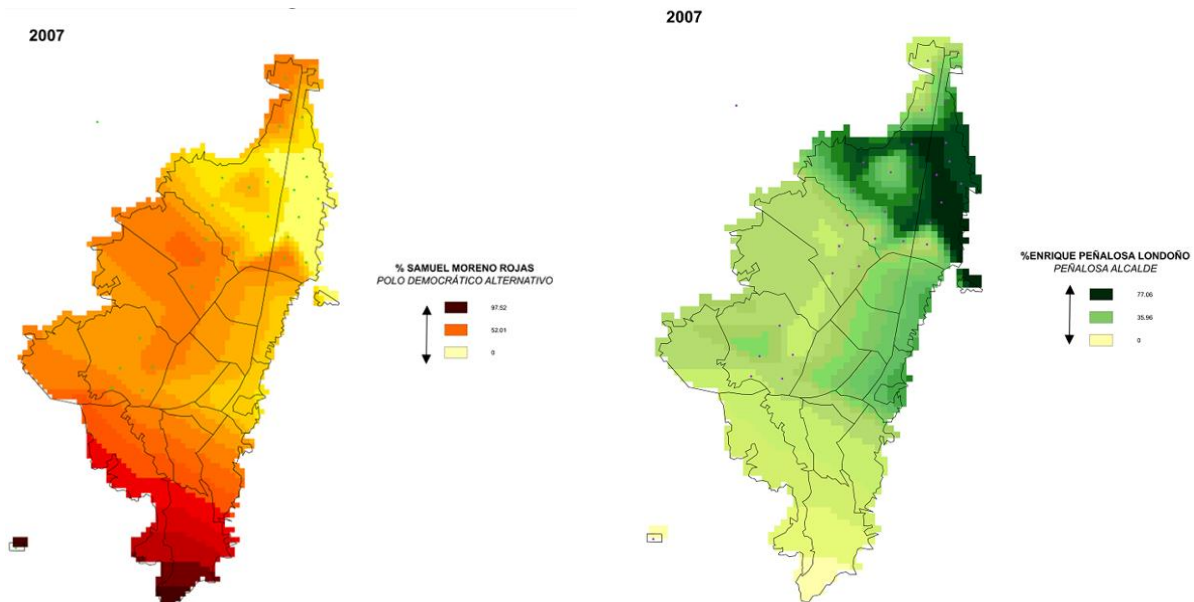 2007
% SAMUEL MORENO ROJAS
POLO DEMOCRÁTICO ALTERNATIVO
97.52
52.01
0
2007
%ENRIQUE PEÑALOSA LONDOÑO
PEÑALOSA ALCALDE
77.06
35.96
0